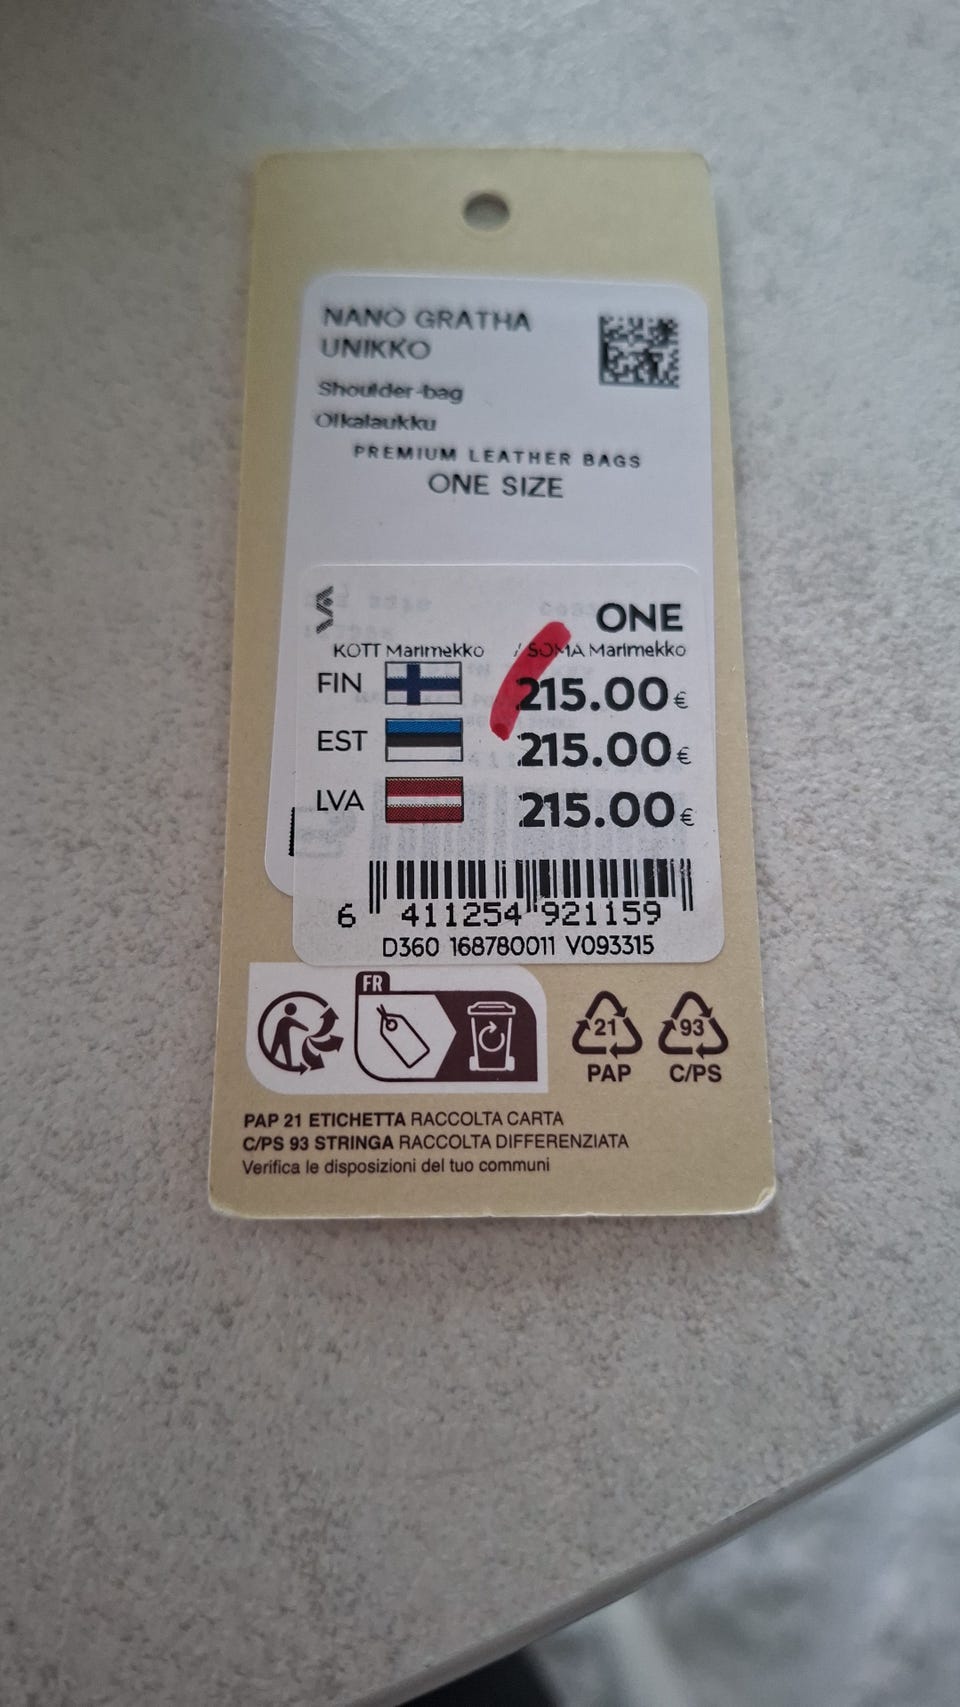 NANO GRATHA
UNIKKO
Shoulder-bag
Olkalaukku
PREMIUM LEATHER BAGS
ONE SIZE
ONE
KOTT Marimekko / SOMA Marimekko
FIN 215.00€
EST 215.00€
LVA 215.00€
6 411254 921159
D360 168780011 V093315
FR
21
PAP
93
C/PS
PAP 21 ETICHETTA RACCOLTA CARTA
C/PS 93 STRINGA RACCOLTA DIFFERENZIATA
Verifica le disposizioni del tuo communi